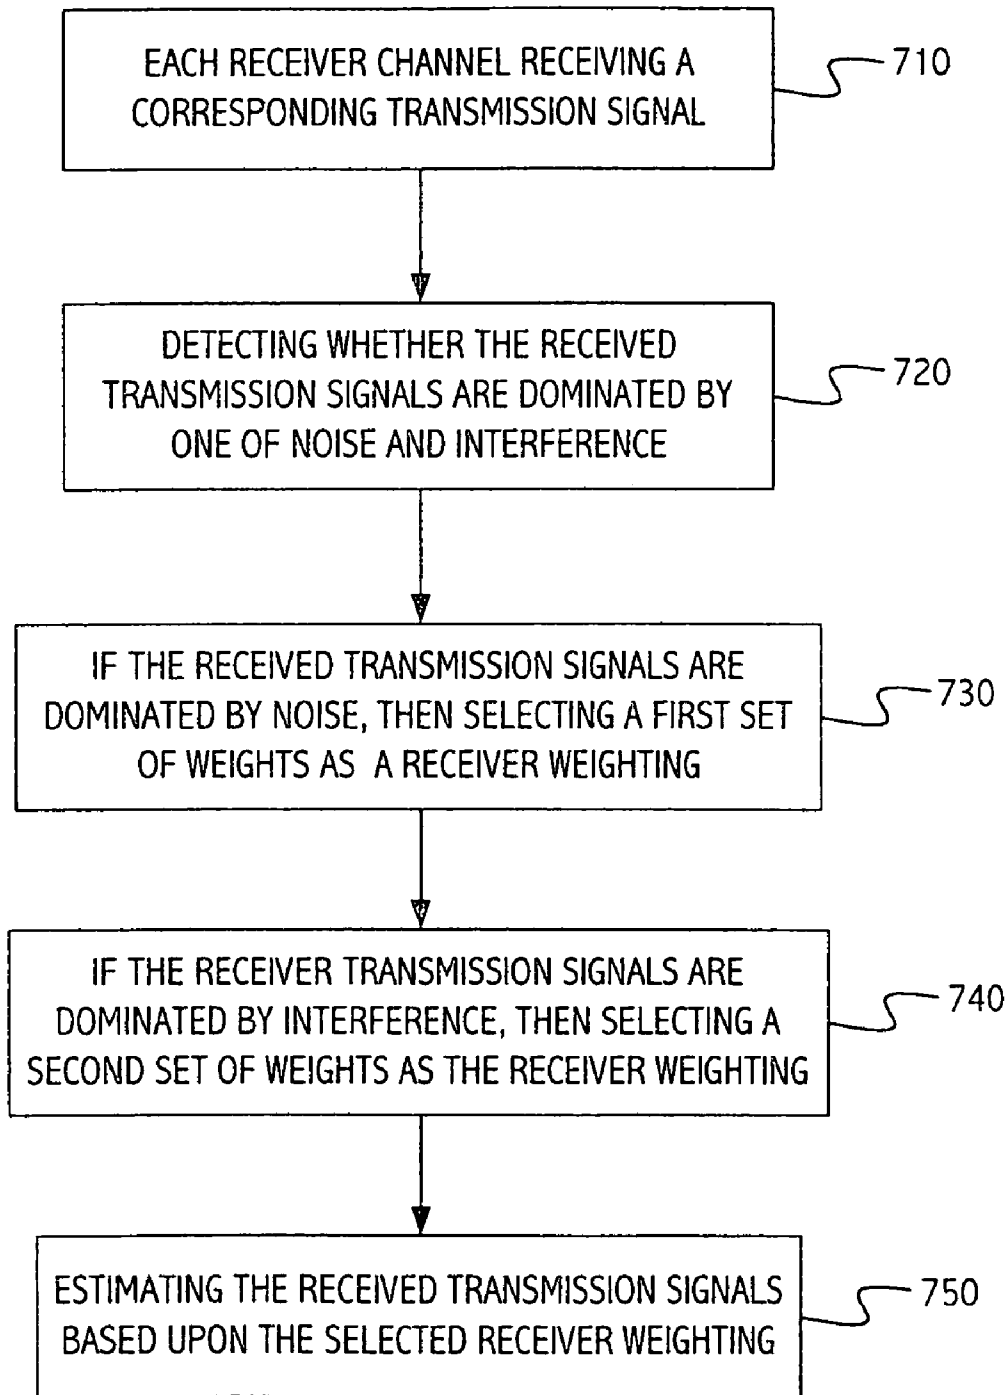 EACH RECEIVER CHANNEL RECEIVING A
CORRESPONDING TRANSMISSION SIGNAL
710
DETECTING WHETHER THE RECEIVED
TRANSMISSION SIGNALS ARE DOMINATED BY
ONE OF NOISE AND INTERFERENCE
720
IF THE RECEIVED TRANSMISSION SIGNALS ARE
DOMINATED BY NOISE, THEN SELECTING A FIRST SET
OF WEIGHTS AS A RECEIVER WEIGHTING
730
IF THE RECEIVER TRANSMISSION SIGNALS ARE
DOMINATED BY INTERFERENCE, THEN SELECTING A
SECOND SET OF WEIGHTS AS THE RECEIVER WEIGHTING
740
ESTIMATING THE RECEIVED TRANSMISSION SIGNALS
BASED UPON THE SELECTED RECEIVER WEIGHTING
750